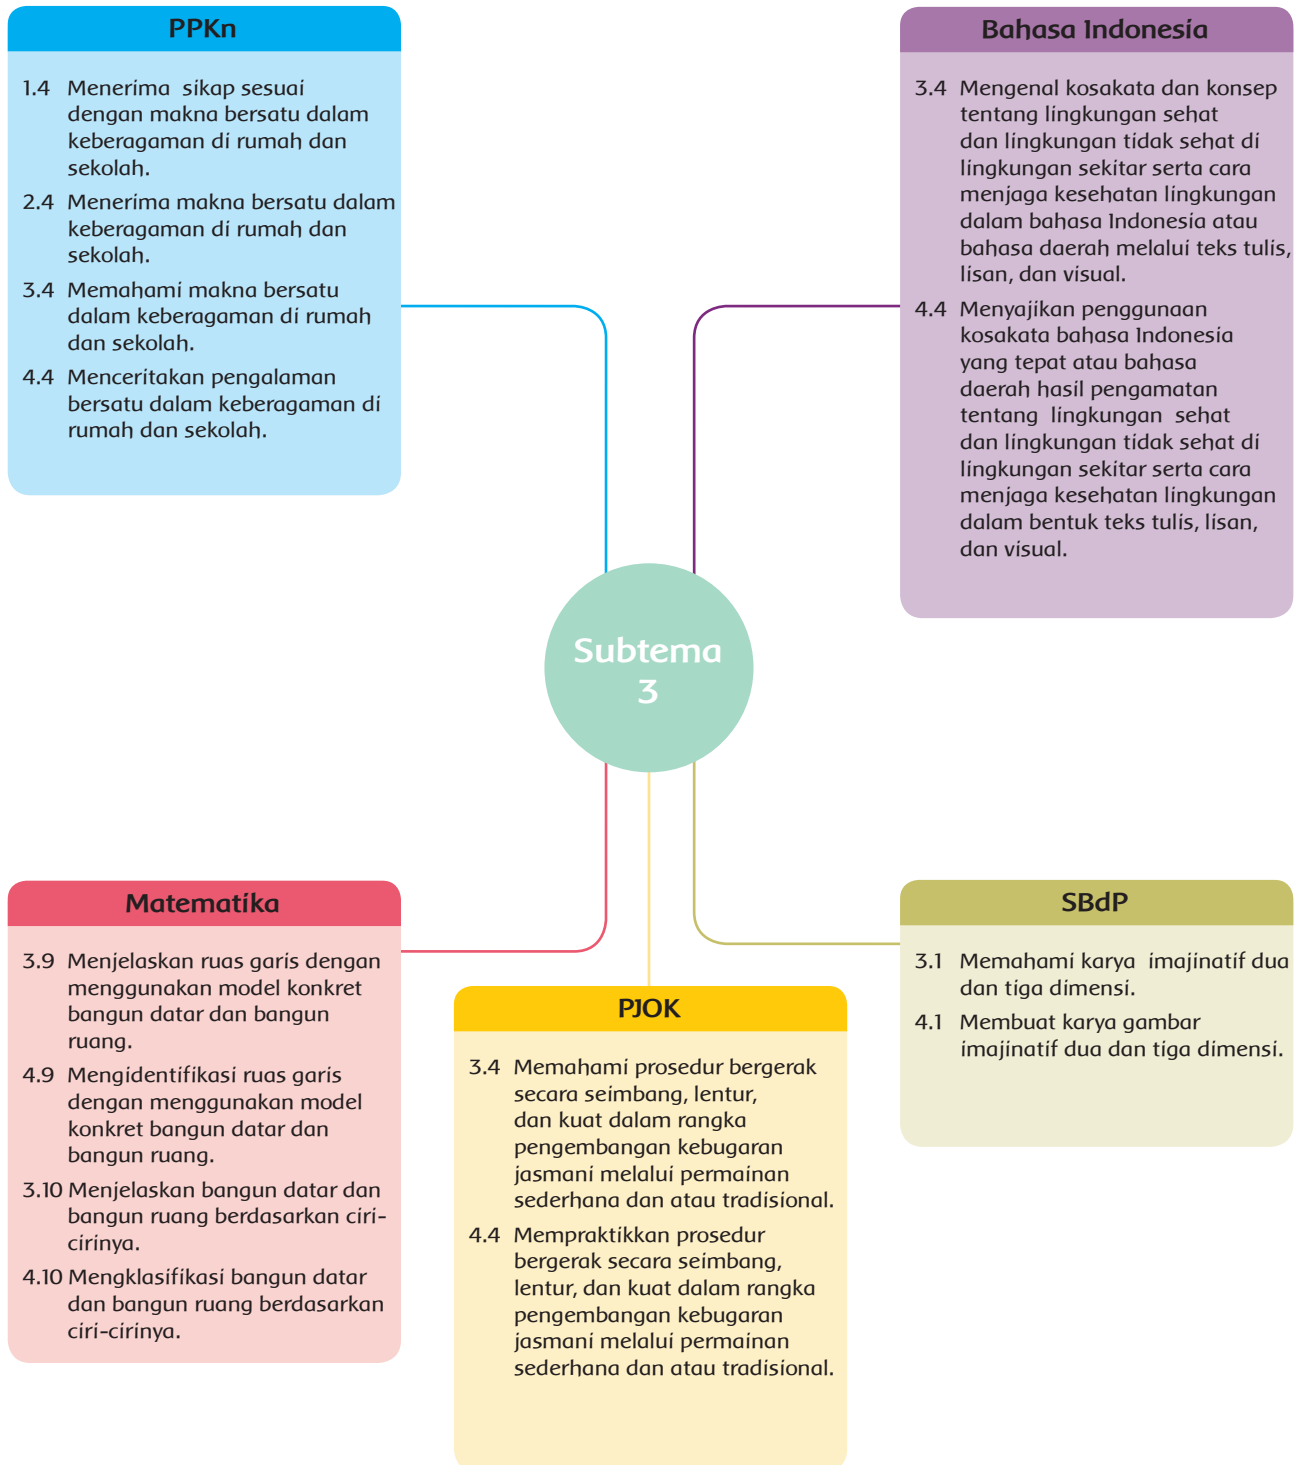 PPKn
1.4 Menerima sikap sesuai
dengan makna bersatu dalam
keberagaman di rumah dan
sekolah.
2.4 Menerima makna bersatu dalam
keberagaman di rumah dan
sekolah.
3.4 Memahami makna bersatu
dalam keberagaman di rumah
dan sekolah.
4.4 Menceritakan pengalaman
bersatu dalam keberagaman di
rumah dan sekolah.
Bahasa Indonesia
3.4 Mengenal kosakata dan konsep
tentang lingkungan sehat
dan lingkungan tidak sehat di
lingkungan sekitar serta cara
menjaga kesehatan lingkungan
dalam bahasa Indonesia atau
bahasa daerah melalui teks tulis,
lisan, dan visual.
4.4 Menyajikan penggunaan
kosakata bahasa Indonesia
yang tepat atau bahasa
daerah hasil pengamatan
tentang lingkungan sehat
dan lingkungan tidak sehat di
lingkungan sekitar serta cara
menjaga kesehatan lingkungan
dalam bentuk teks tulis, lisan,
dan visual.
Subtema
3
Matematika
3.9 Menjelaskan ruas garis dengan
menggunakan model konkret
bangun datar dan bangun
ruang.
4.9 Mengidentifikasi ruas garis
dengan menggunakan model
konkret bangun datar dan
bangun ruang.
3.10 Menjelaskan bangun datar dan
bangun ruang berdasarkan ciri-
cirinya.
4.10 Mengklasifikasi bangun datar
dan bangun ruang berdasarkan
ciri-cirinya.
PJOK
3.4 Memahami prosedur bergerak
secara seimbang, lentur,
dan kuat dalam rangka
pengembangan kebugaran
jasmani melalui permainan
sederhana dan atau tradisional.
4.4 Mempraktikkan prosedur
bergerak secara seimbang,
lentur, dan kuat dalam rangka
pengembangan kebugaran
jasmani melalui permainan
sederhana dan atau tradisional.
SBdP
3.1 Memahami karya imajinatif dua
dan tiga dimensi.
4.1 Membuat karya gambar
imajinatif dua dan tiga dimensi.